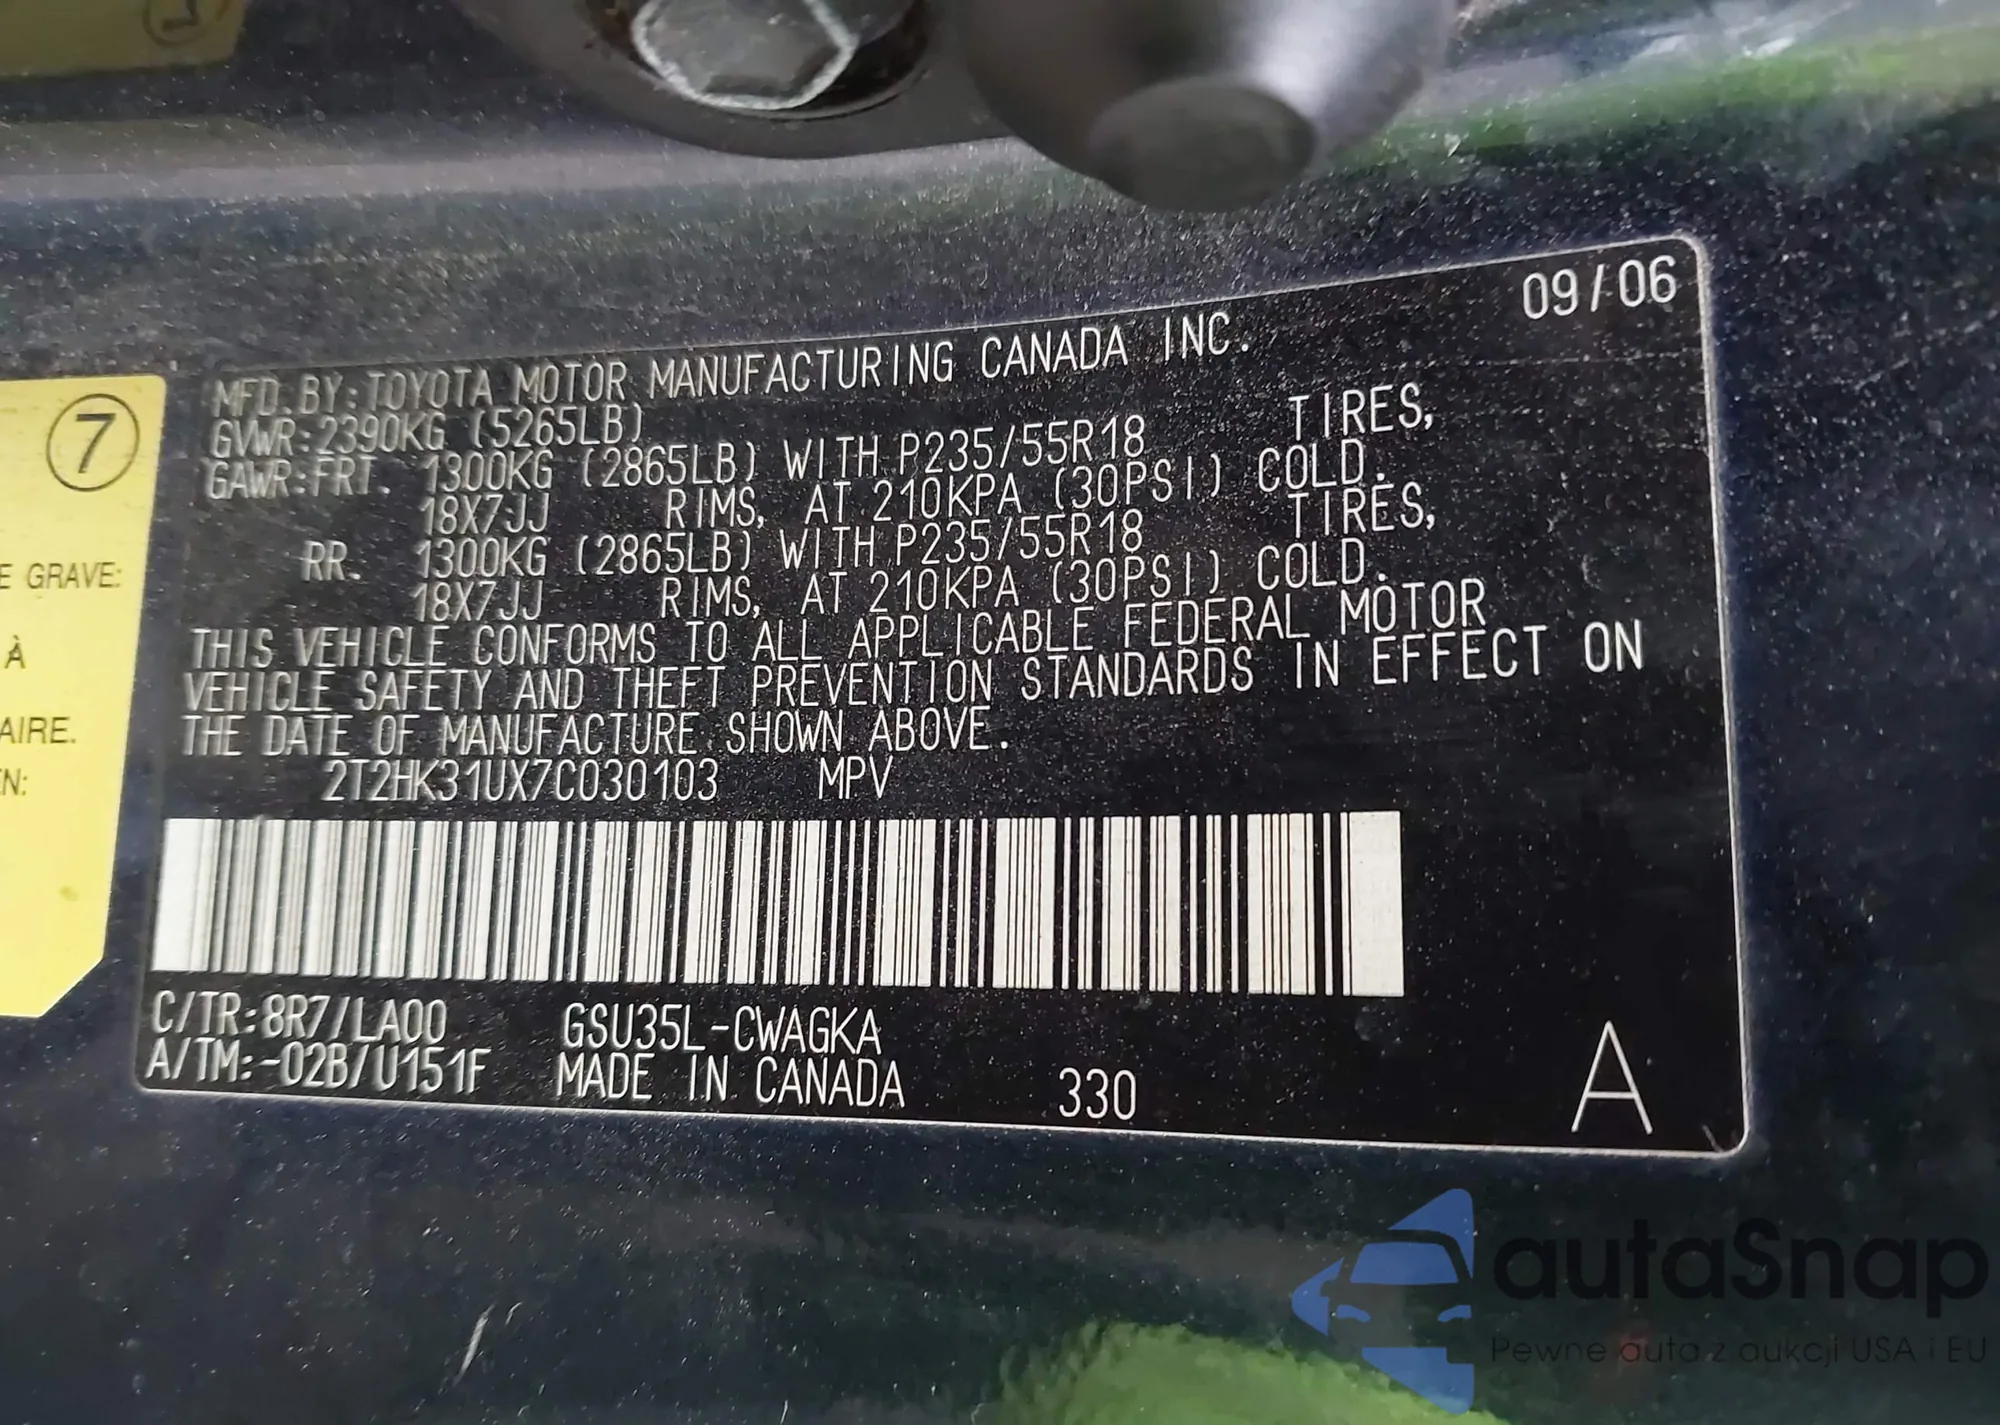 09/06
MFD. BY: TOYOTA MOTOR MANUFACTURING CANADA INC.
GVWR: 2390KG (5265LB)
GAWR: FRT. 1300KG (2865LB) WITH P235/55R18 TIRES,
18X7JJ RIMS, AT 210KPA (30PSI) COLD.
RR. 1300KG (2865LB) WITH P235/55R18 TIRES,
18X7JJ RIMS, AT 210KPA (30PSI) COLD.
THIS VEHICLE CONFORMS TO ALL APPLICABLE FEDERAL MOTOR
VEHICLE SAFETY AND THEFT PREVENTION STANDARDS IN EFFECT ON
THE DATE OF MANUFACTURE SHOWN ABOVE.
2T2HK31UX7C030103 MPV
C/TR: 8R7/LA00 GSU35L-CWAGKA
A/TM: -02B/U151F MADE IN CANADA 330 A
7
E GRAVE:
À
AIRE.
EN:
autaSnap
Pewne auta z aukcji USA i EU